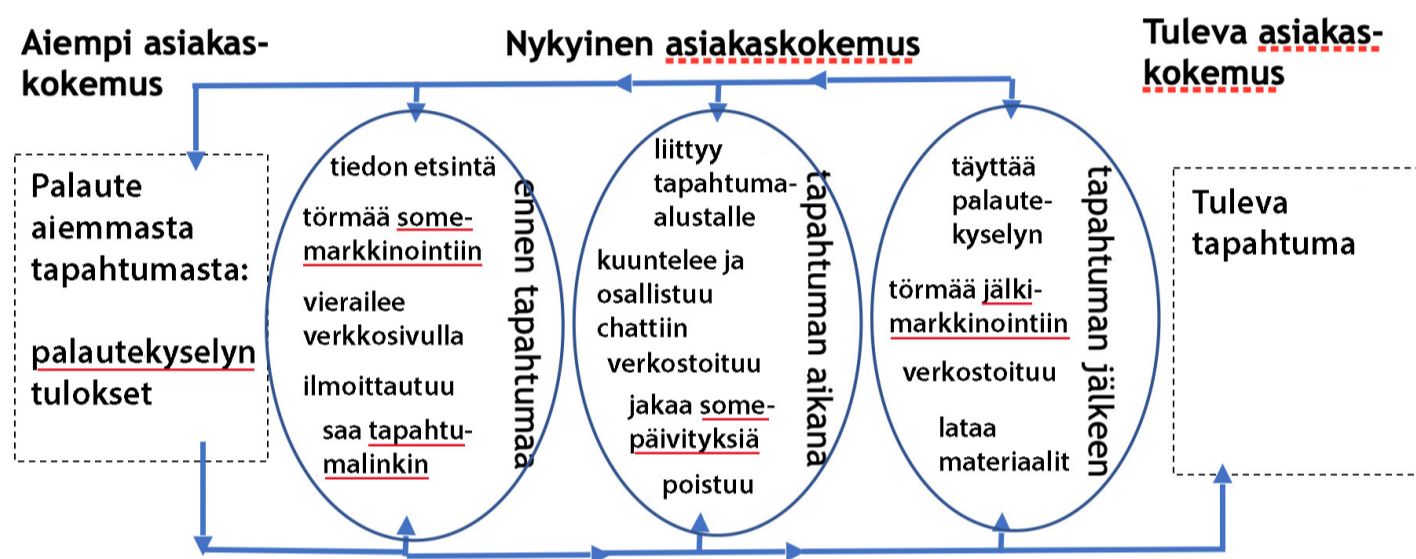 Aiempi asiakas-
kokemus
Nykyinen asiakaskokemus
Tuleva asiakas-
kokemus
Palaute
aiemmasta
tapahtumasta:
palautekyselyn
tulokset
tiedon etsintä
törmää some-
markkinointiin
vierailee
verkkosivulla
ilmoittautuu
saa tapahtu-
malinkin
ennen tapahtumaa
liittyy
tapahtuma-
alustalle
kuuntelee ja
osallistuu
chattiin
verkostoituu
jakaa some-
päivityksiä
poistuu
tapahtuman aikana
täyttää
palaute-
kyselyn
törmää jälki-
markkinointiin
verkostoituu
lataa
materiaalit
tapahtuman jälkeen
Tuleva
tapahtuma